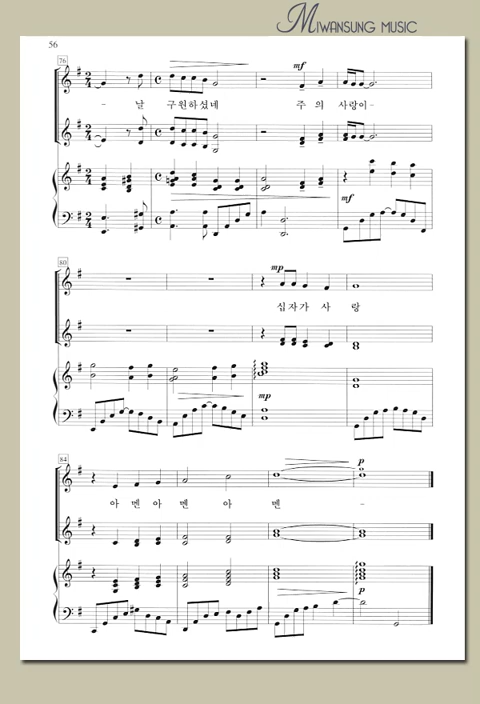 MIWANSUNG MUSIC
56
76
mf
날 구원하셨네 주 의 사랑이-
mf
80
mp
십자가 사 랑
mp
84
p
아 멘아 멘 아 멘 -
p